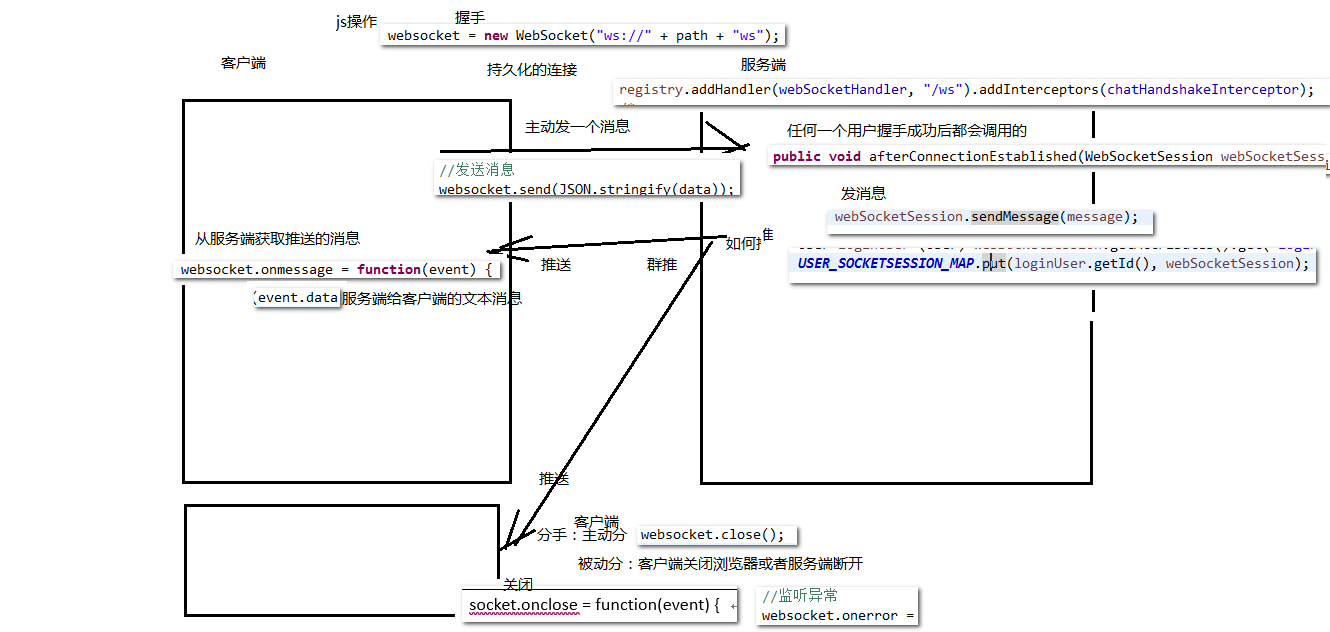 js操作
握手
websocket = new WebSocket("ws://" + path + "ws");
客户端
持久化的连接
服务端
registry.addHandler(webSocketHandler, "/ws").addInterceptors(chatHandshakeInterceptor);
主动发一个消息
任何一个用户握手成功后都会调用的
public void afterConnectionEstablished(WebSocketSession webSocketSess
//发送消息
websocket.send(JSON.stringify(data));
发消息
webSocketSession.sendMessage(message);
从服务端获取推送的消息
如何
推
推送
群推
websocket.onmessage = function(event) {
USER_SOCKETSESSION_MAP.put(loginUser.getId(), webSocketSession);
(event.data
服务端给客户端的文本消息
推送
客户端
分手：主动分
websocket.close();
被动分：客户端关闭浏览器或者服务端断开
关闭
socket.onclose = function(event) {
//监听异常
websocket.onerror =